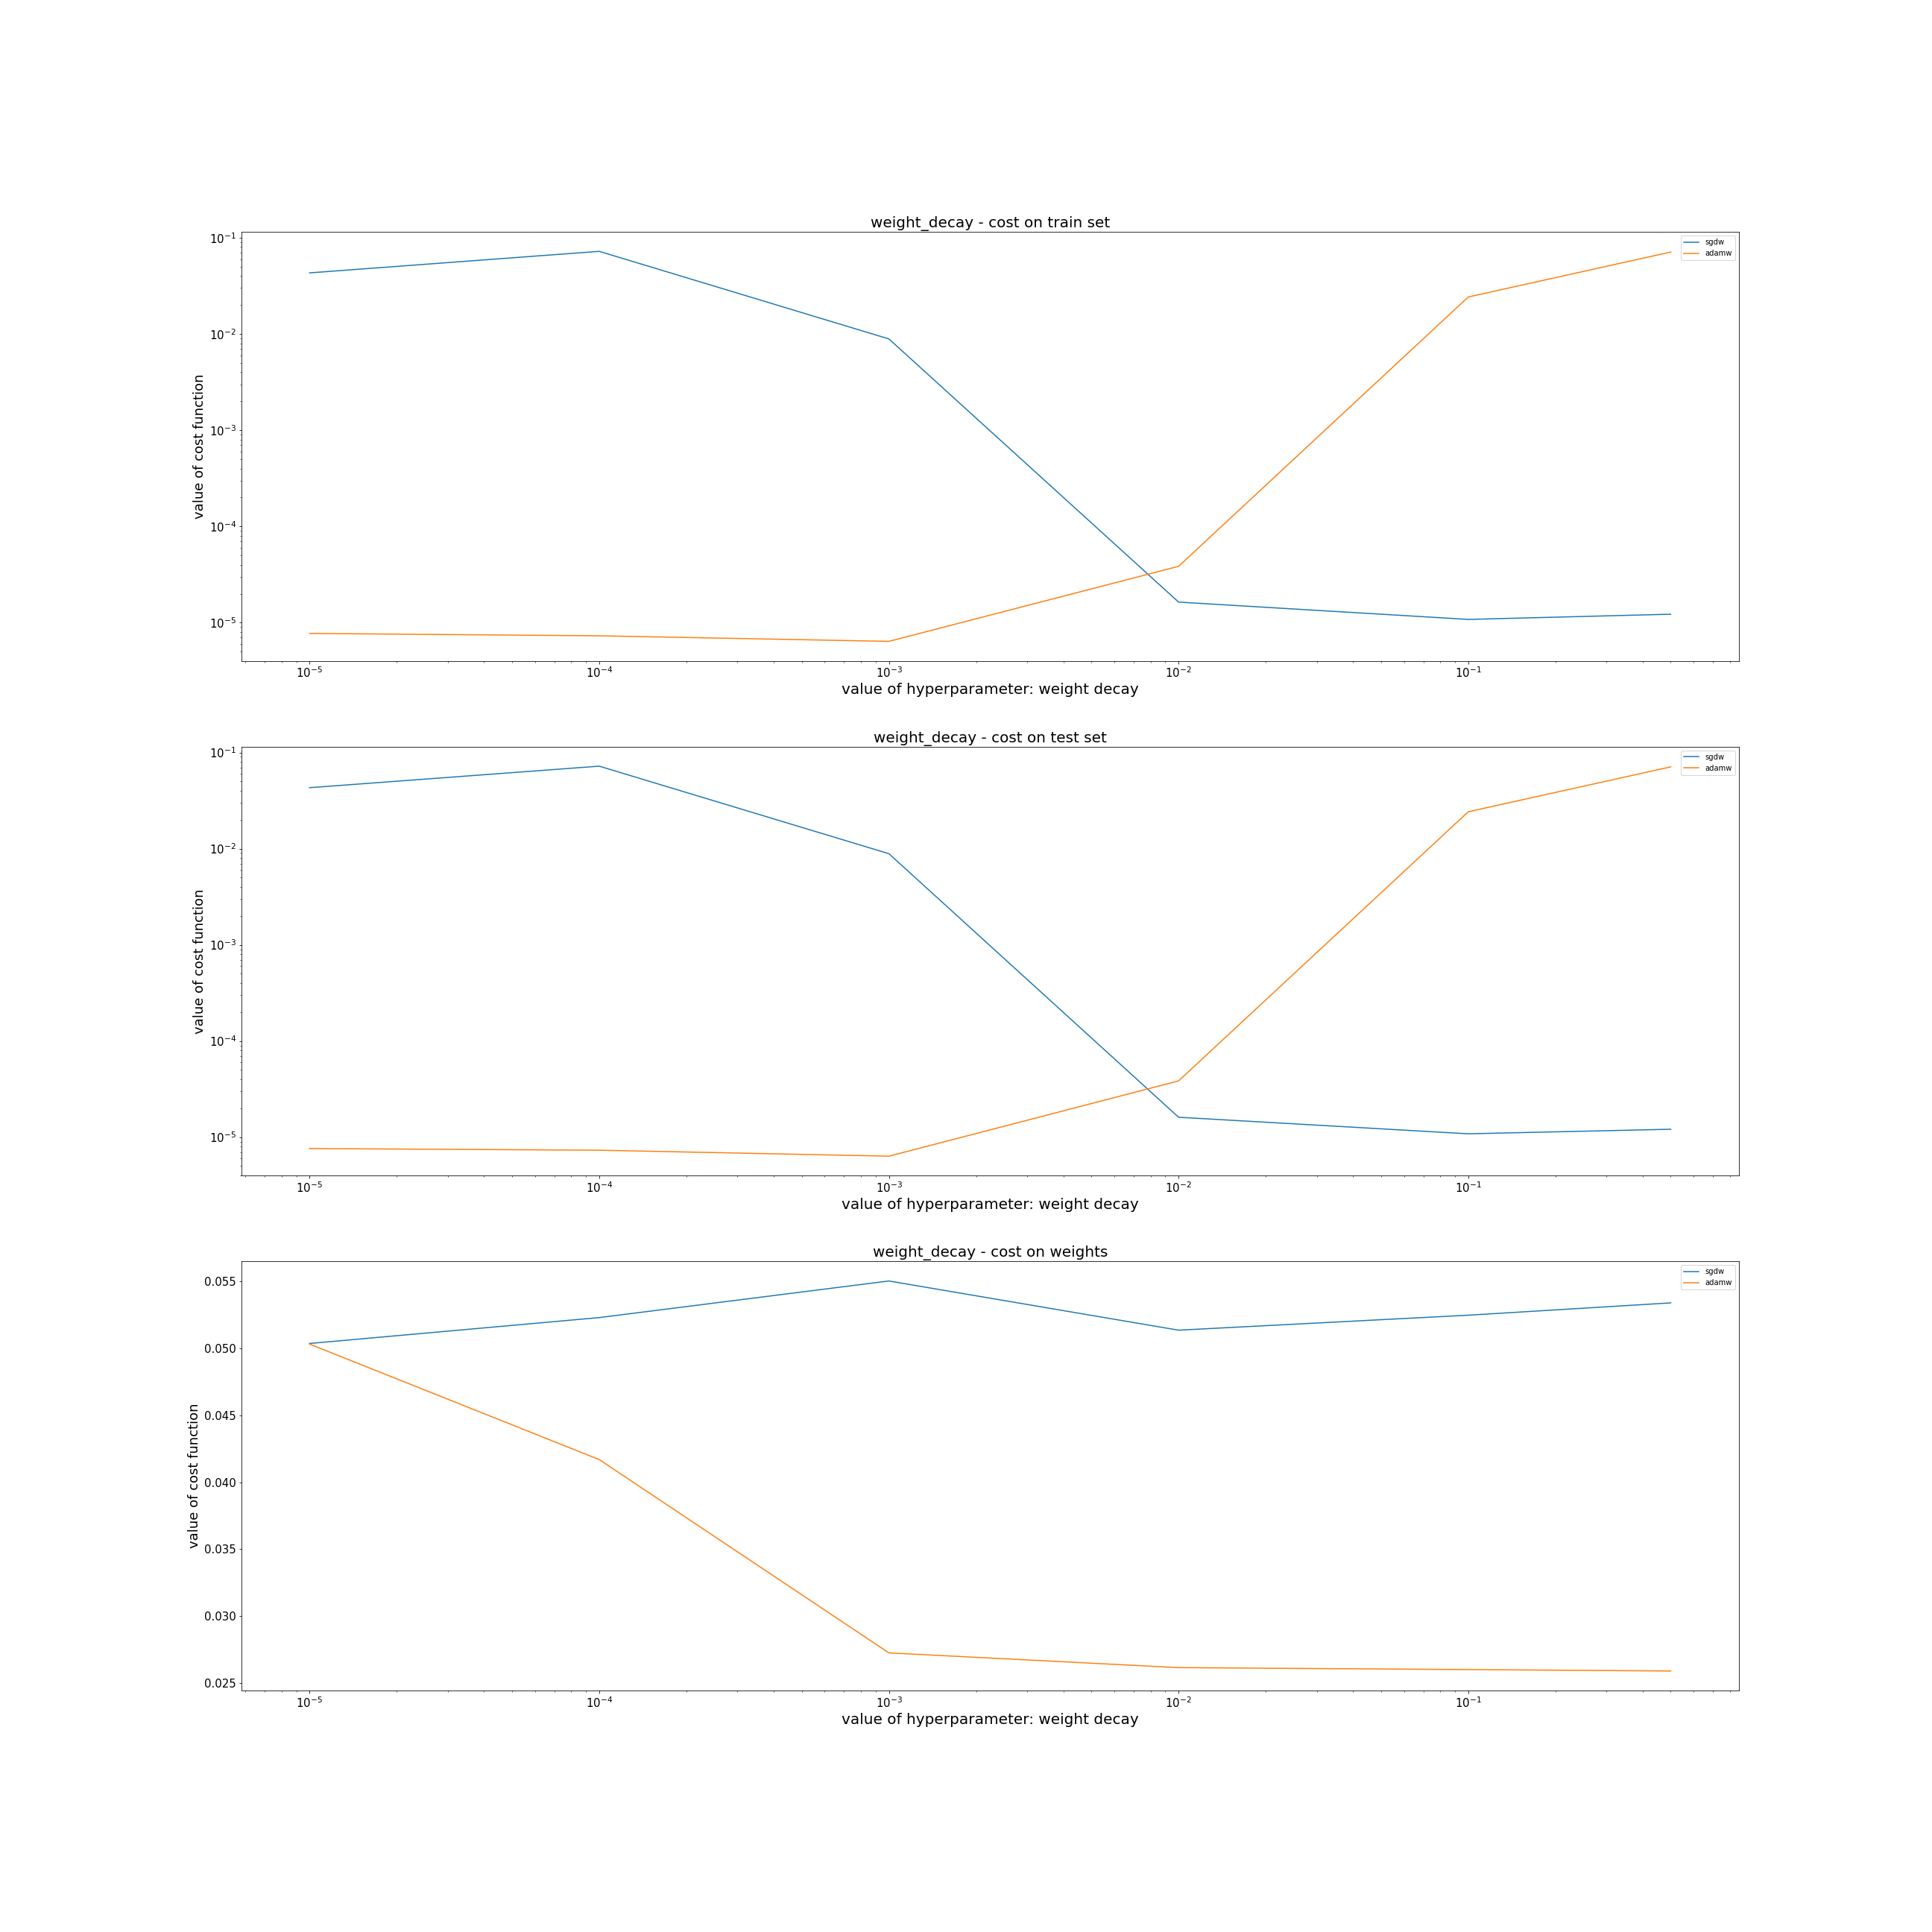 weight_decay - cost on train set
sgdw
adamw
10⁻¹
10⁻²
10⁻³
10⁻⁴
10⁻⁵
value of cost function
10⁻⁵ 10⁻⁴ 10⁻³ 10⁻² 10⁻¹
value of hyperparameter: weight decay
weight_decay - cost on test set
sgdw
adamw
10⁻¹
10⁻²
10⁻³
10⁻⁴
10⁻⁵
value of cost function
10⁻⁵ 10⁻⁴ 10⁻³ 10⁻² 10⁻¹
value of hyperparameter: weight decay
weight_decay - cost on weights
sgdw
adamw
0.055
0.050
0.045
0.040
0.035
0.030
0.025
value of cost function
10⁻⁵ 10⁻⁴ 10⁻³ 10⁻² 10⁻¹
value of hyperparameter: weight decay